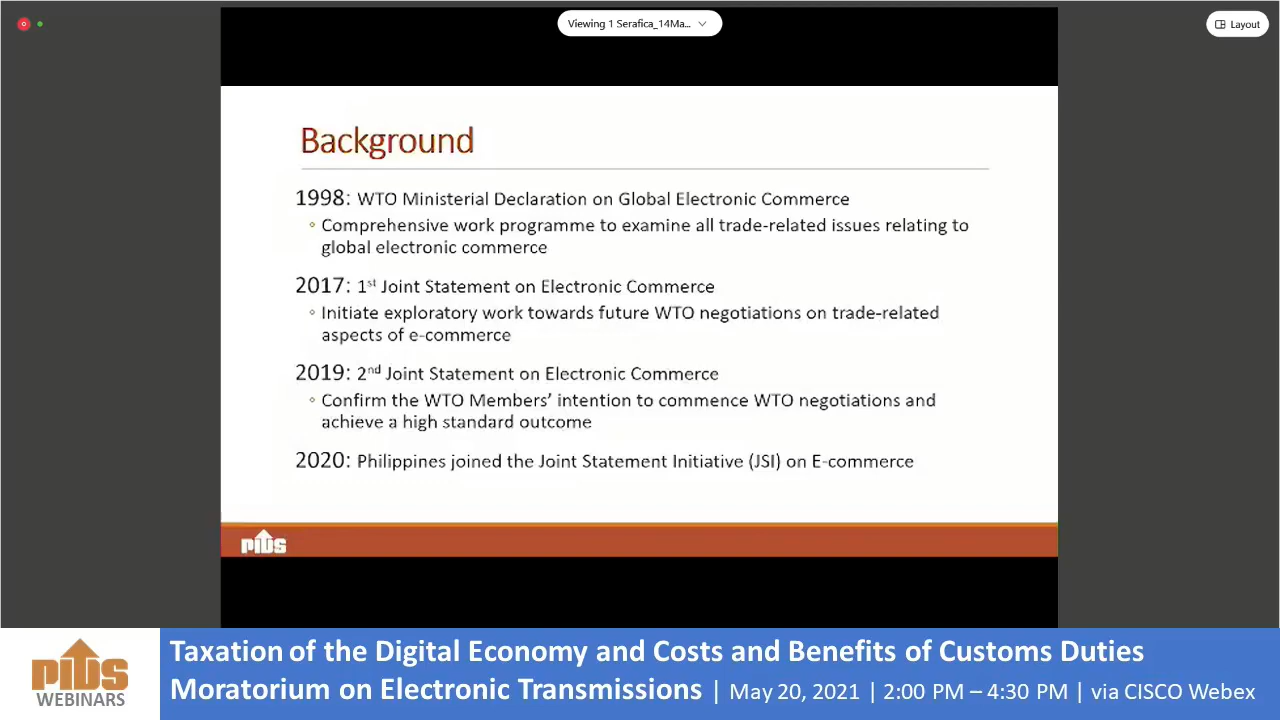 Viewing 1 Serafica_14Ma...
Layout
Background
1998: WTO Ministerial Declaration on Global Electronic Commerce
Comprehensive work programme to examine all trade-related issues relating to
global electronic commerce
2017: 1st Joint Statement on Electronic Commerce
Initiate exploratory work towards future WTO negotiations on trade-related
aspects of e-commerce
2019: 2nd Joint Statement on Electronic Commerce
Confirm the WTO Members' intention to commence WTO negotiations and
achieve a high standard outcome
2020: Philippines joined the Joint Statement Initiative (JSI) on E-commerce
PIDS
PIDS
WEBINARS
Taxation of the Digital Economy and Costs and Benefits of Customs Duties
Moratorium on Electronic Transmissions | May 20, 2021 | 2:00 PM – 4:30 PM | via CISCO Webex